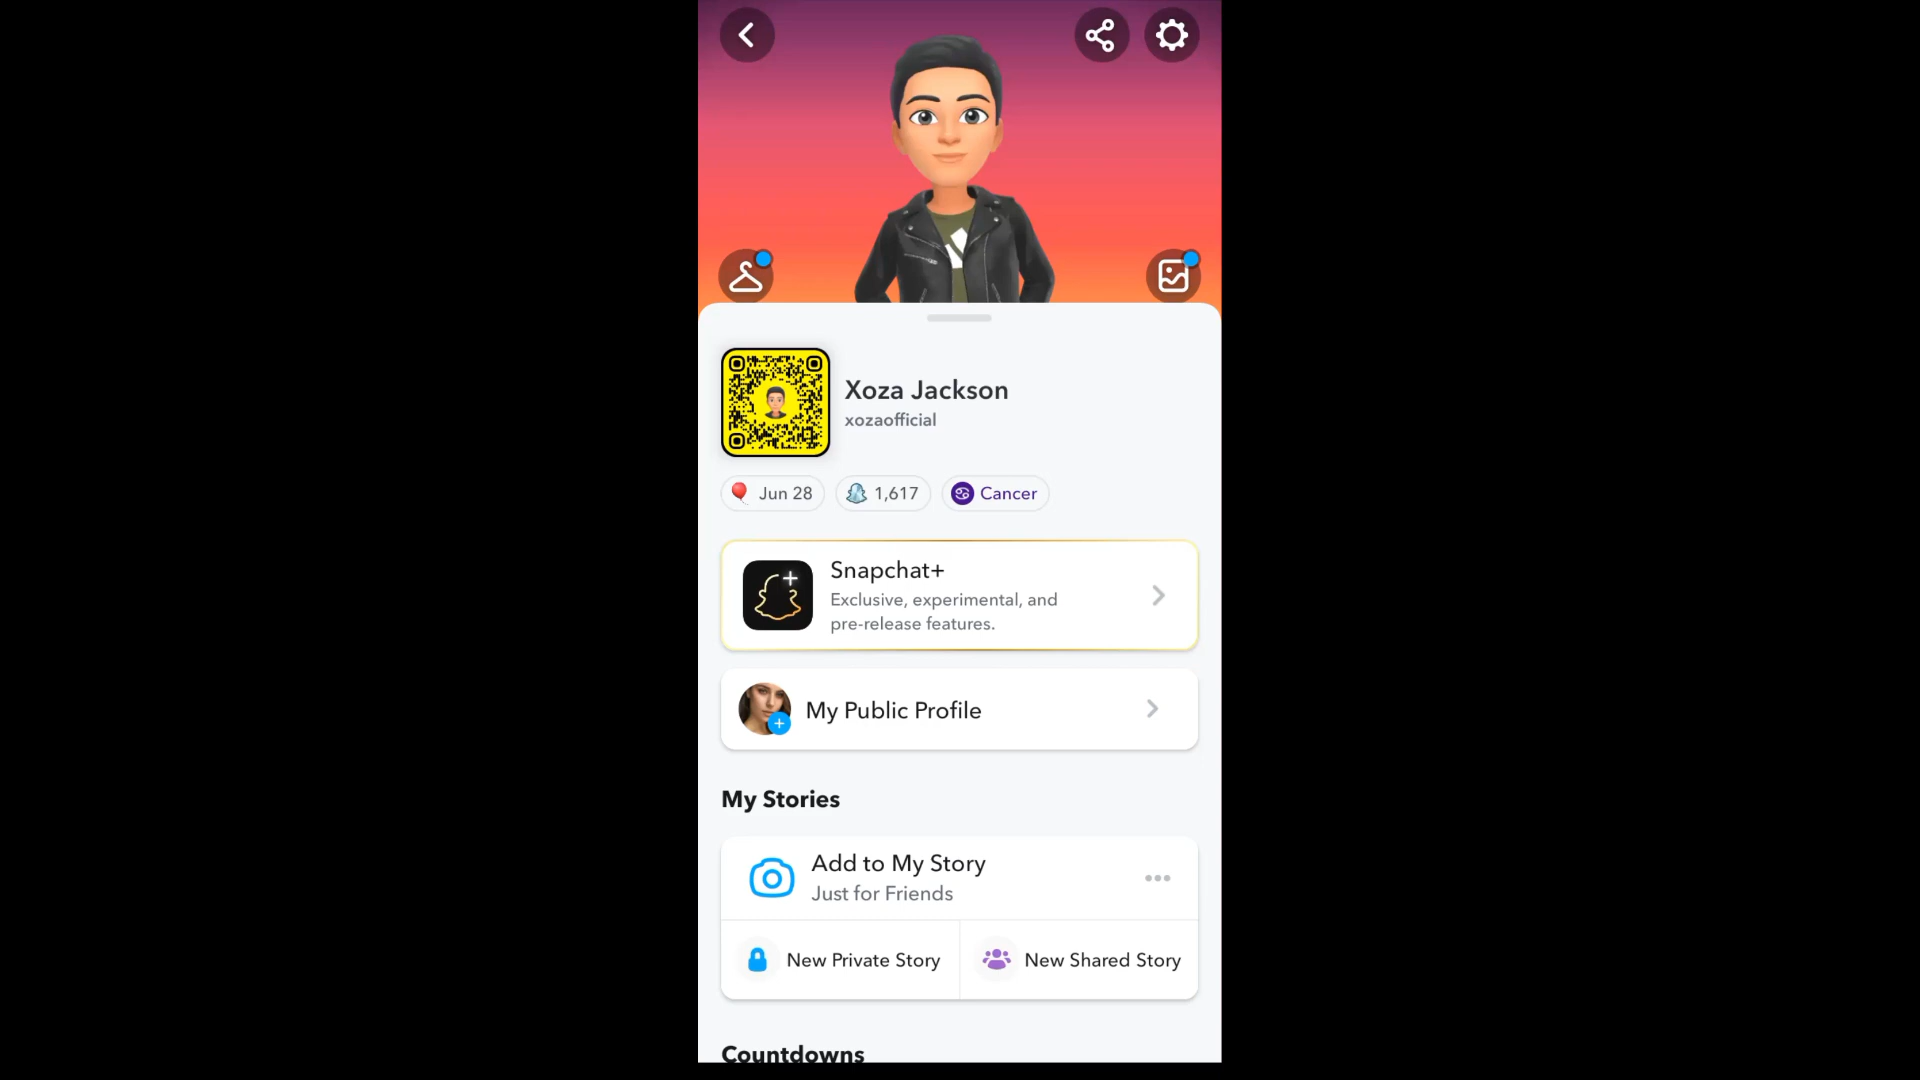 Xoza Jackson
xozaofficial
Jun 28
1,617
Cancer
Snapchat+
Exclusive, experimental, and
pre-release features.
My Public Profile
My Stories
Add to My Story
Just for Friends
New Private Story
New Shared Story
Countdowns